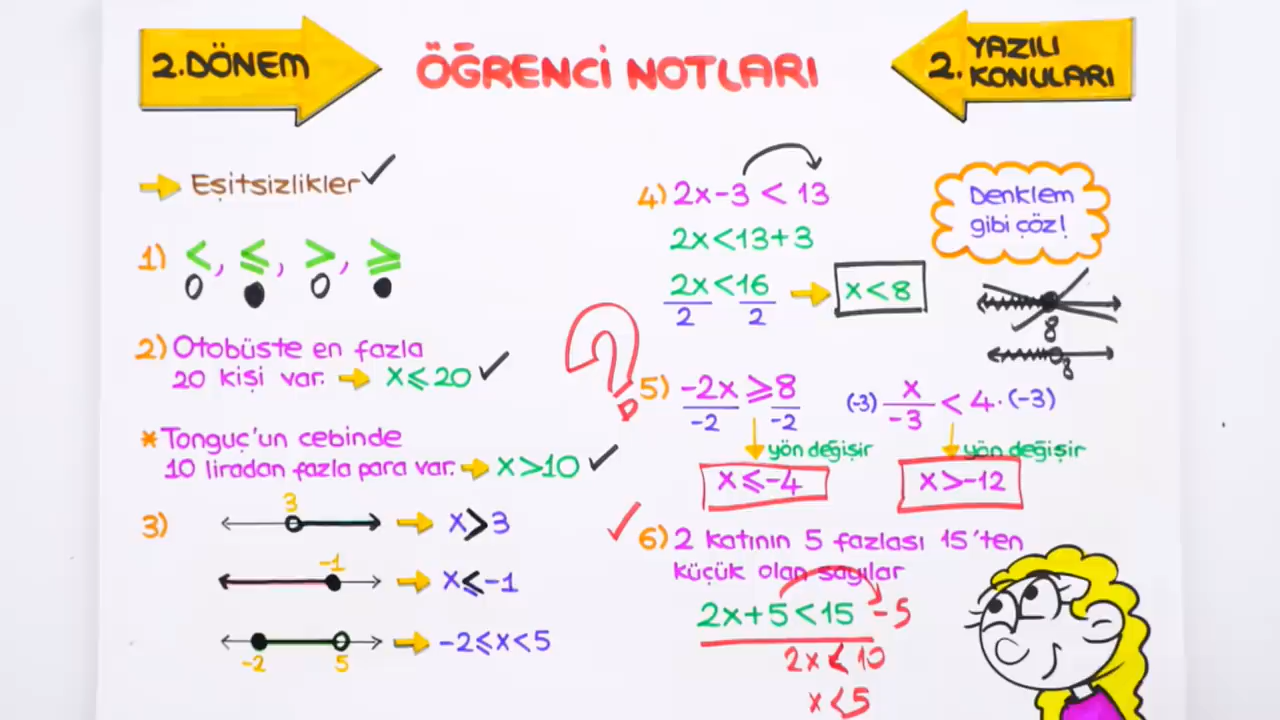 2.DÖNEM
ÖĞRENCİ NOTLARI
2. YAZILI KONULARI
Eşitsizlikler ✓
1) <, ≤, >, ≥
2) Otobüste en fazla
20 kişi var. → x≤20 ✓
* Tonguç'un cebinde
10 liradan fazla para var. → x>10 ✓
3)
3
x>3
-1
x≤-1
-2 5
-2≤x<5
4) 2x-3<13
2x<13+3
2x/2<16/2 → x<8
Denklem
gibi çöz!
8
8
5) -2x/-2 ≥ 8/-2
yön değişir
x≤-4
(-3) x/-3 < 4.(-3)
yön değişir
x>-12
6) 2 katının 5 fazlası 15'ten
küçük olan sayılar
2x+5<15 -5
2x<10
x<5